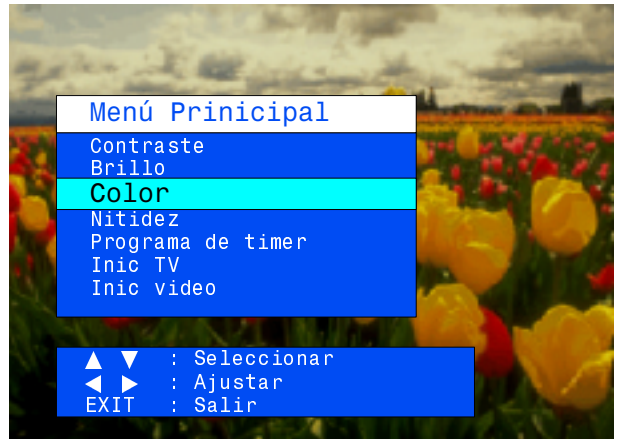 Menú Prinicipal
Contraste
Brillo
Color
Nitidez
Programa de timer
Inic TV
Inic video
▲ ▼ : Seleccionar
◀ ▶ : Ajustar
EXIT : Salir